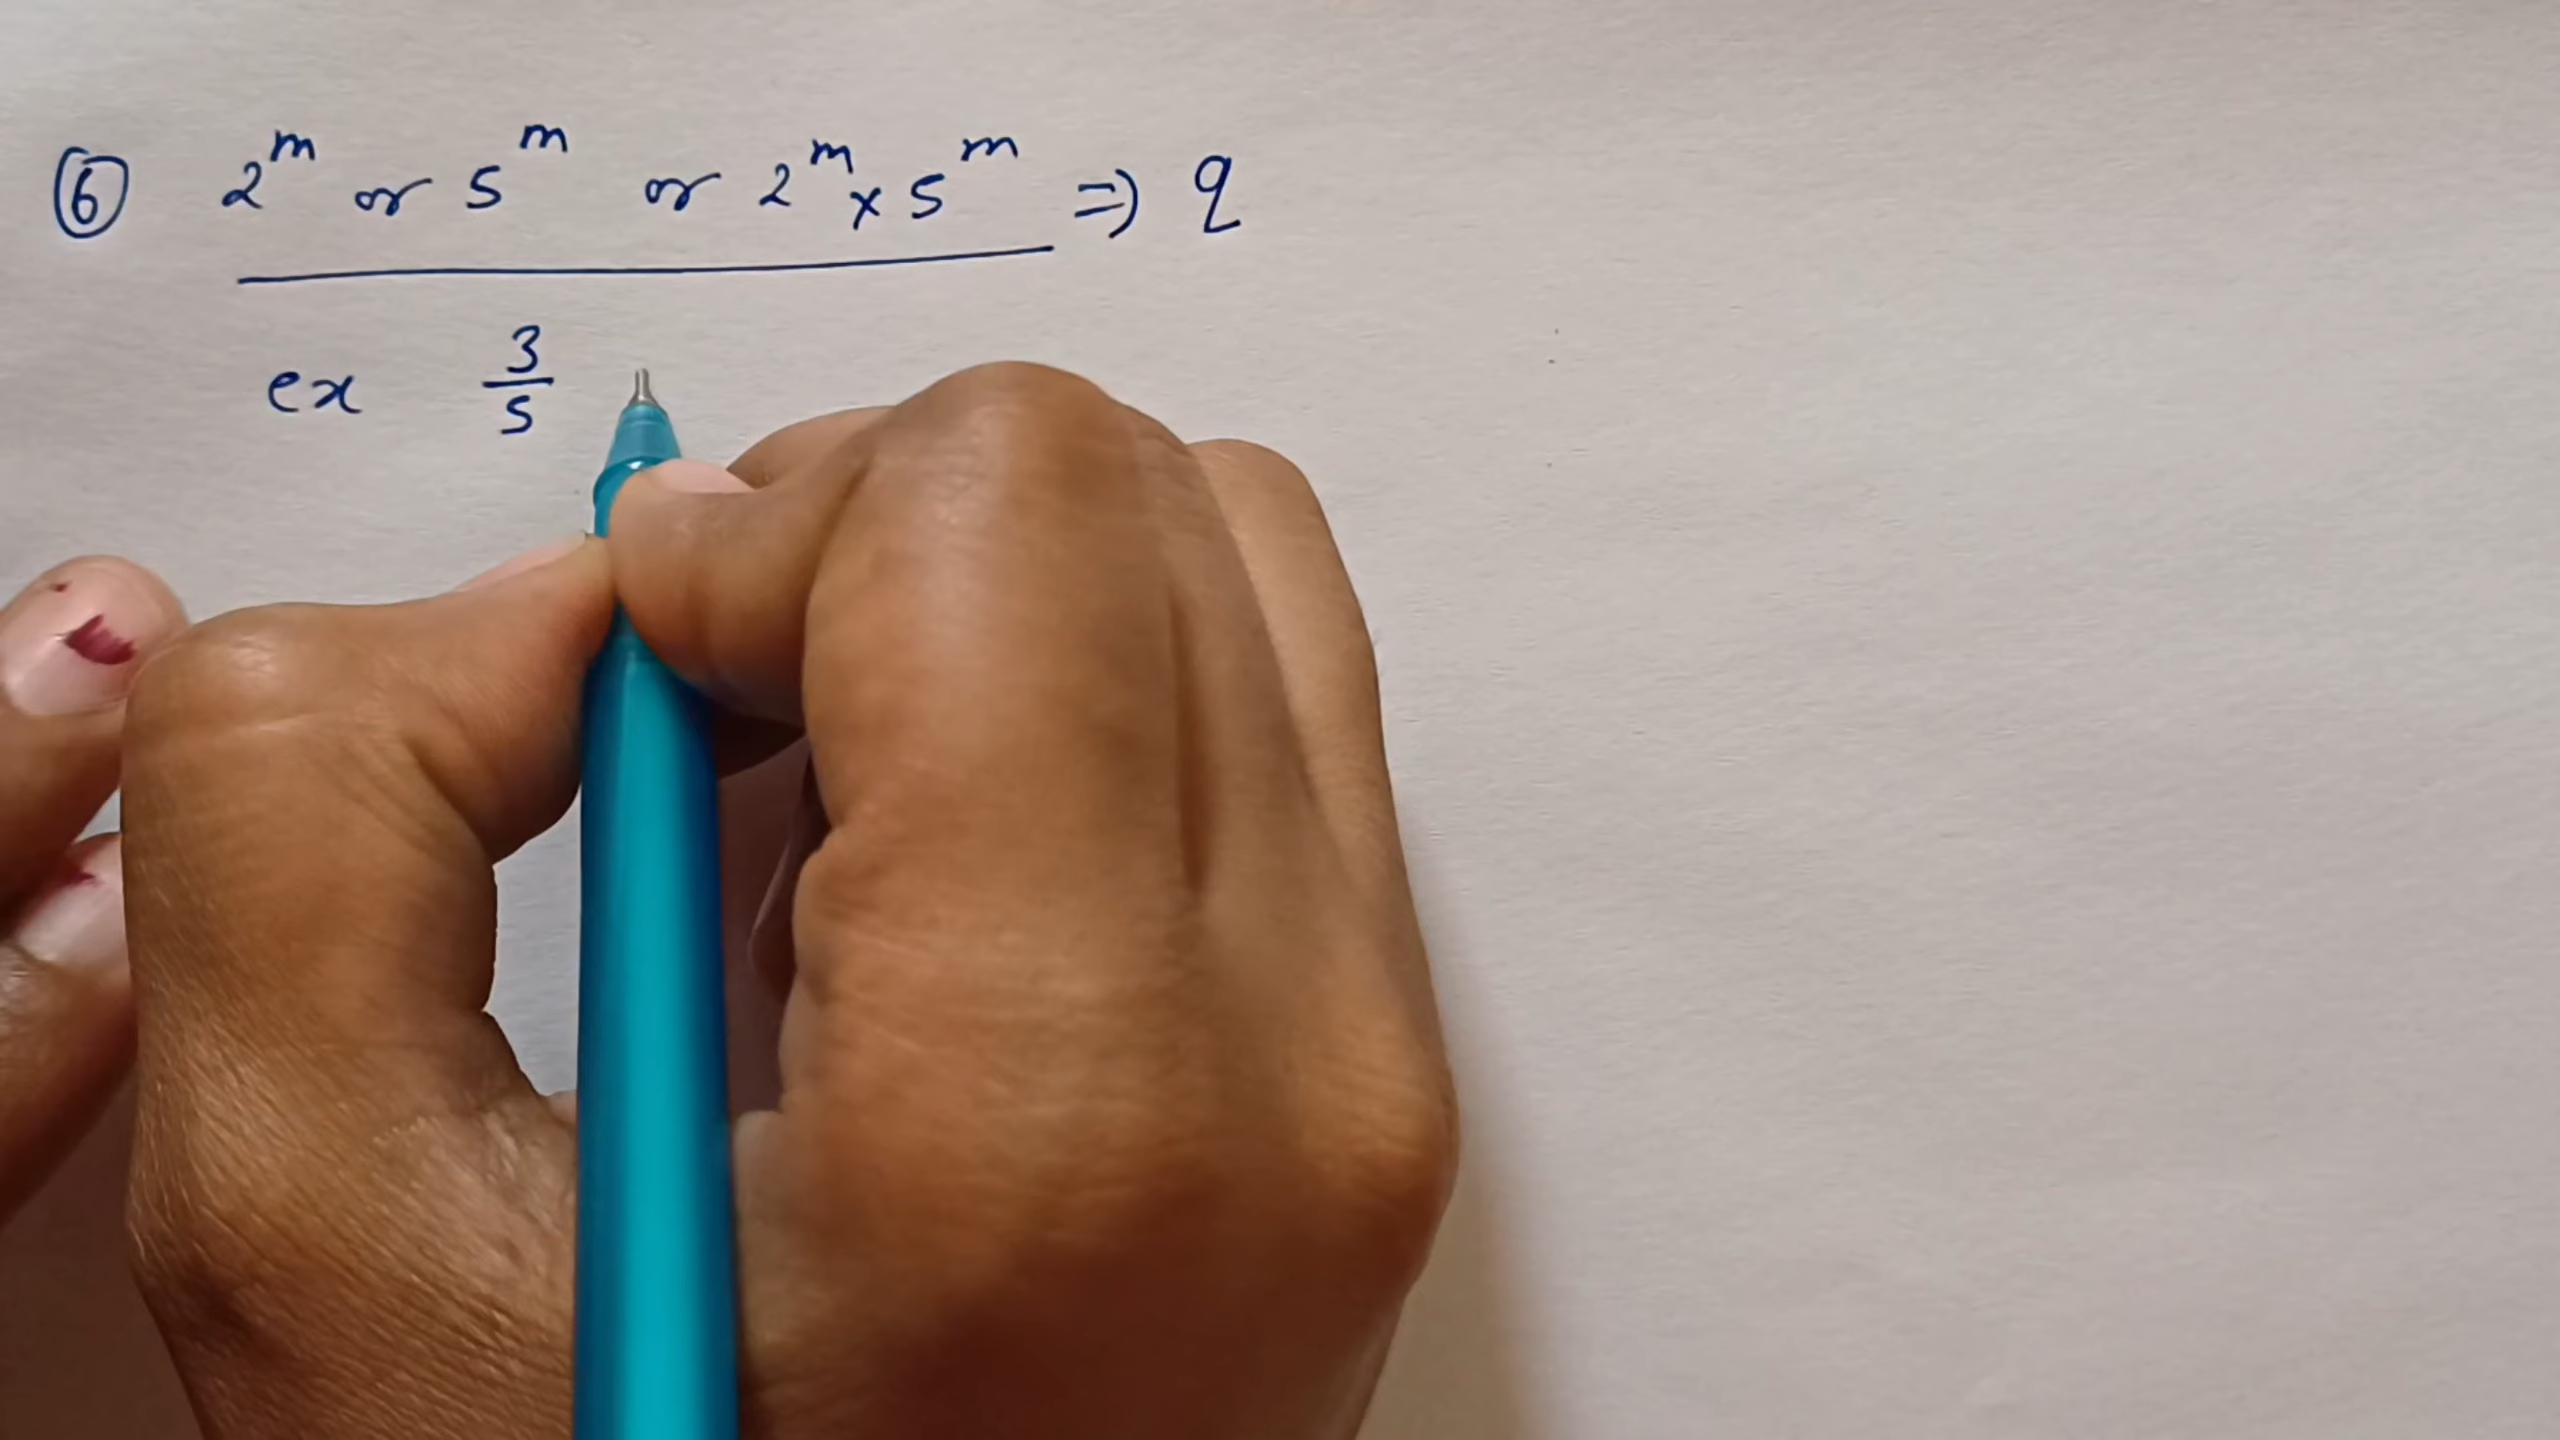 ⑥ 2^m or 5^m or 2^m × 5^m => q
ex 3/5